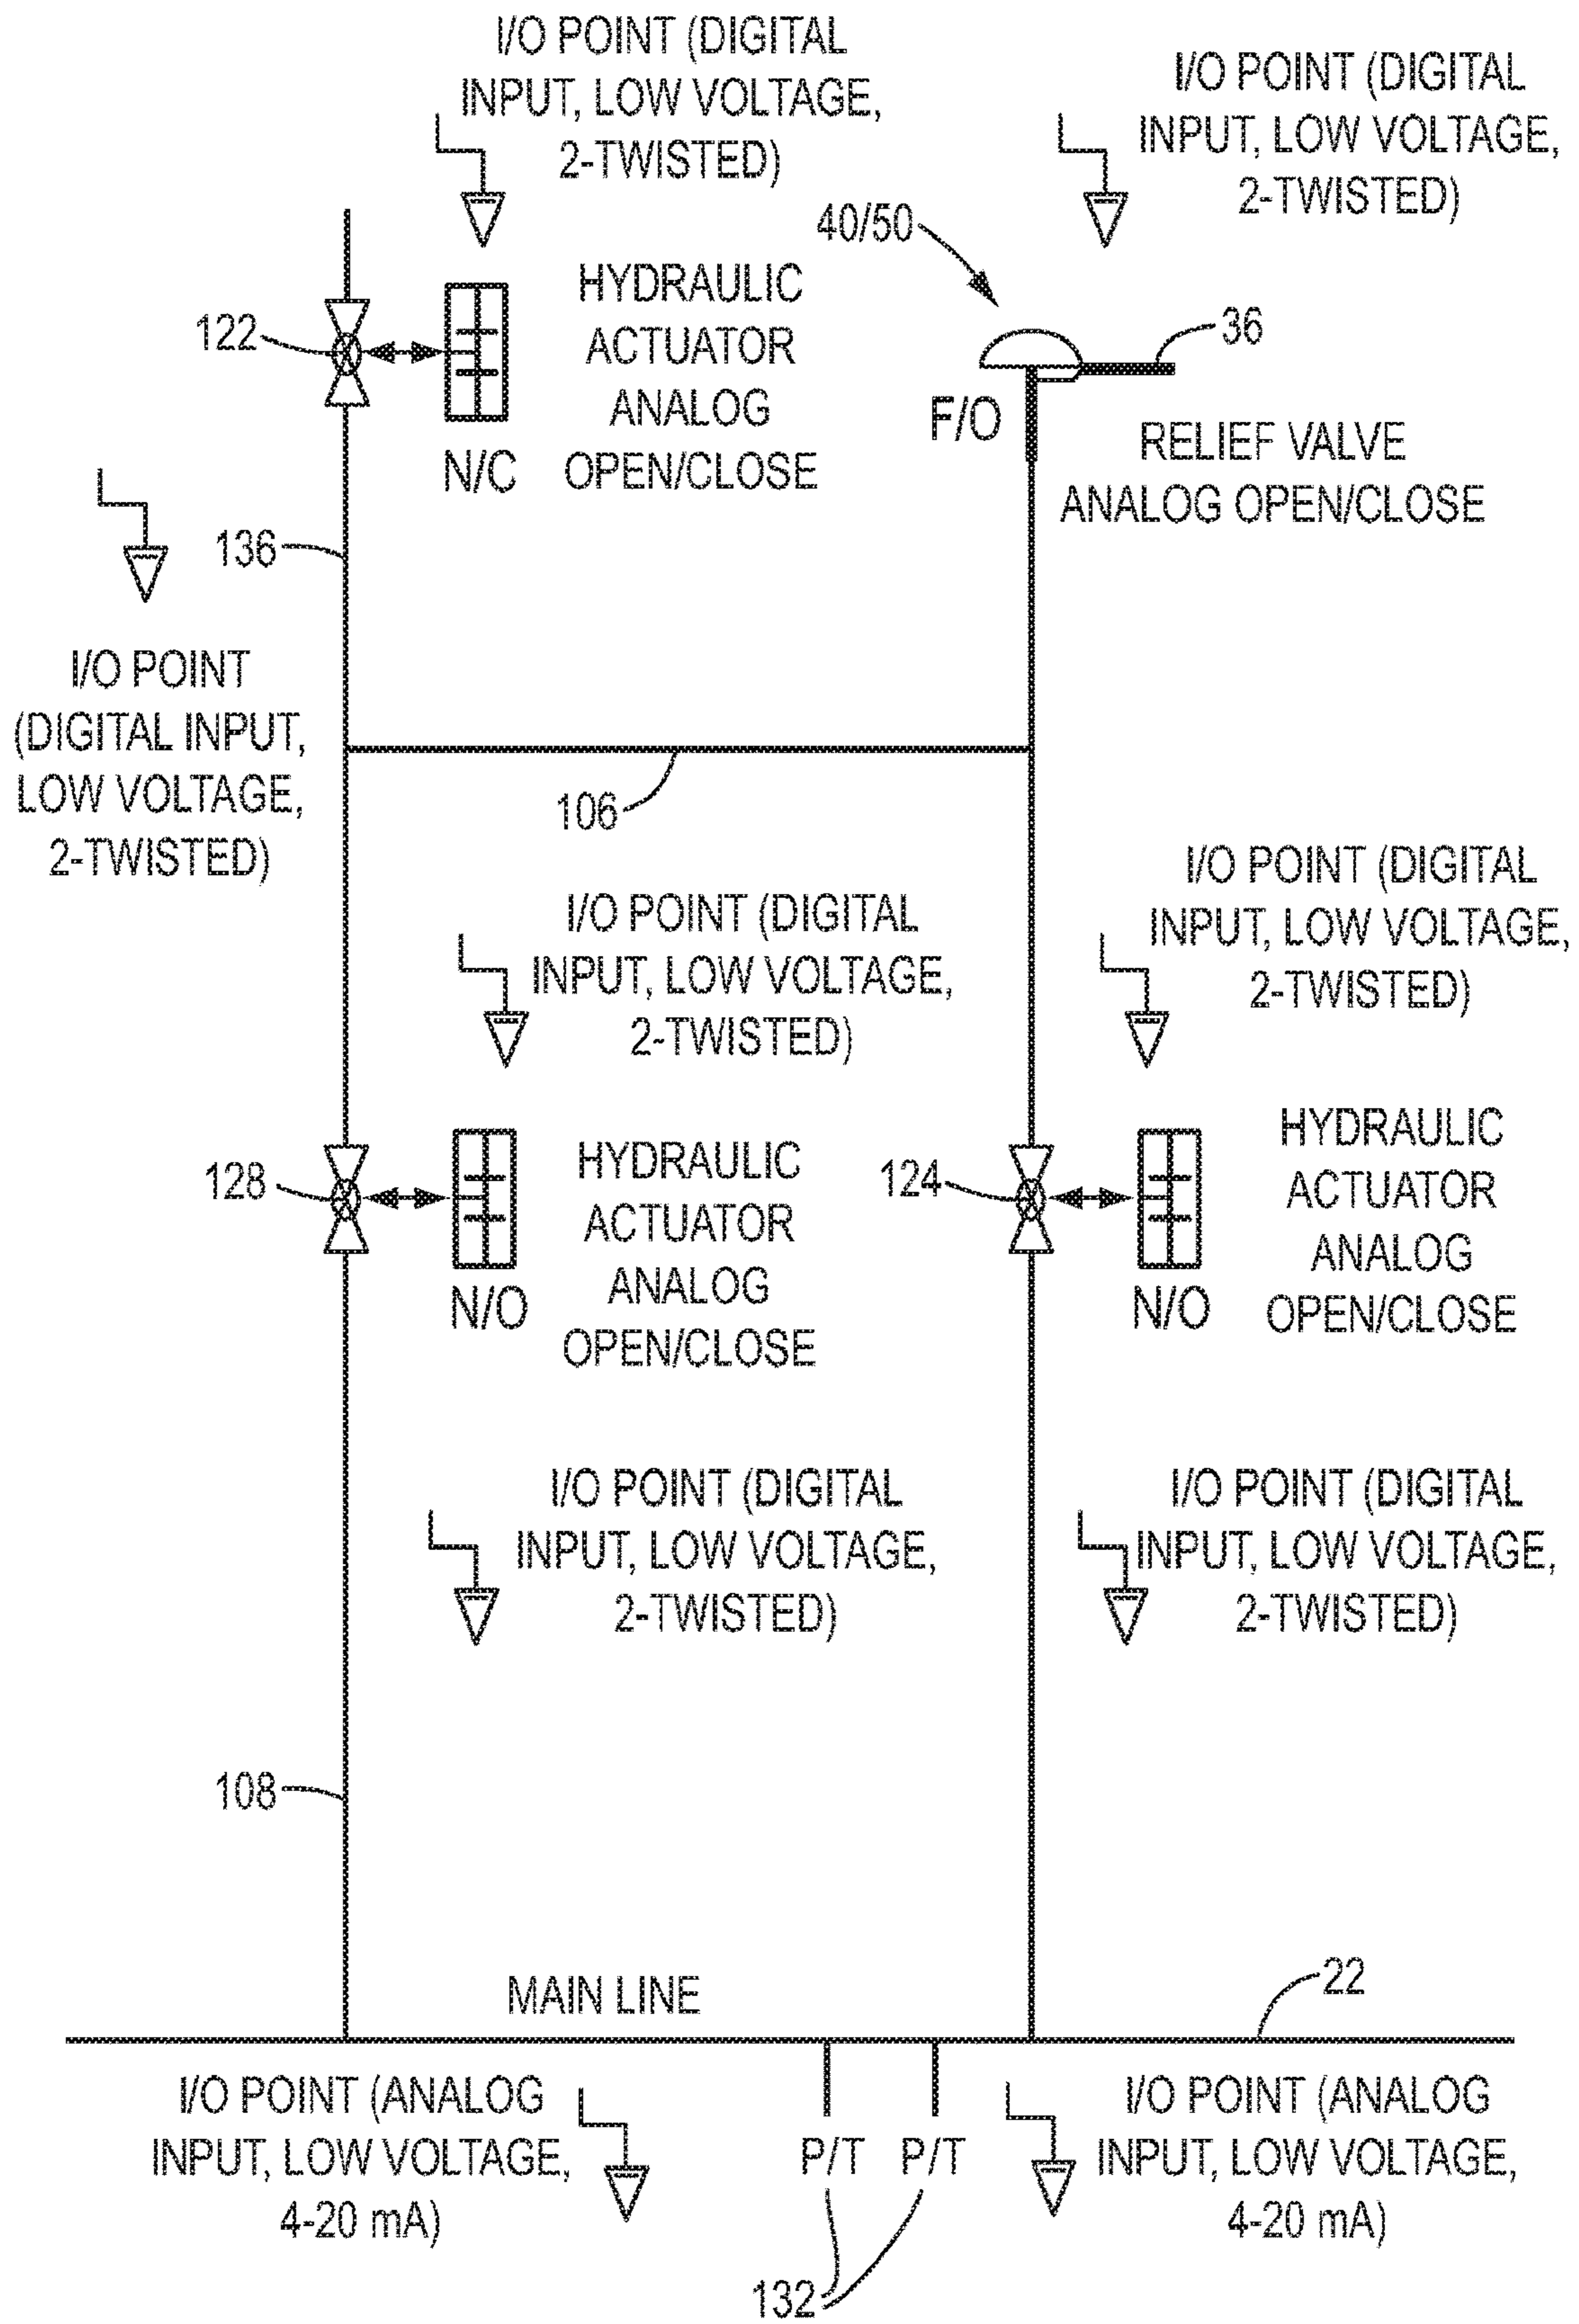 I/O POINT (DIGITAL
INPUT, LOW VOLTAGE,
2-TWISTED)
I/O POINT (DIGITAL
INPUT, LOW VOLTAGE,
2-TWISTED)
40/50
HYDRAULIC
ACTUATOR
ANALOG
OPEN/CLOSE
122
N/C
36
F/O
RELIEF VALVE
ANALOG OPEN/CLOSE
136
I/O POINT
(DIGITAL INPUT,
LOW VOLTAGE,
2-TWISTED)
106
I/O POINT (DIGITAL
INPUT, LOW VOLTAGE,
2-TWISTED)
I/O POINT (DIGITAL
INPUT, LOW VOLTAGE,
2-TWISTED)
128
N/O
HYDRAULIC
ACTUATOR
ANALOG
OPEN/CLOSE
124
N/O
HYDRAULIC
ACTUATOR
ANALOG
OPEN/CLOSE
I/O POINT (DIGITAL
INPUT, LOW VOLTAGE,
2-TWISTED)
I/O POINT (DIGITAL
INPUT, LOW VOLTAGE,
2-TWISTED)
108
MAIN LINE
22
I/O POINT (ANALOG
INPUT, LOW VOLTAGE,
4-20 mA)
P/T P/T
I/O POINT (ANALOG
INPUT, LOW VOLTAGE,
4-20 mA)
132